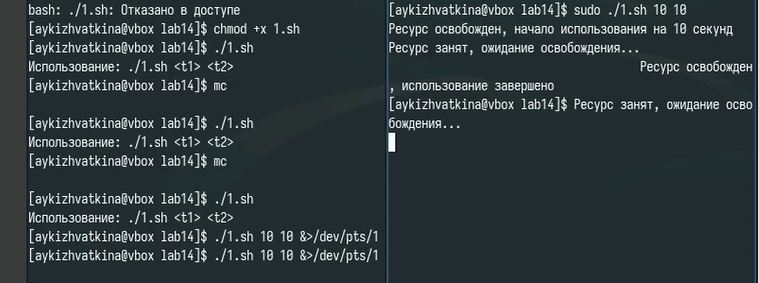 bash: ./1.sh: Отказано в доступе
[aykizhvatkina@vbox lab14]$ chmod +x 1.sh
[aykizhvatkina@vbox lab14]$ ./1.sh
Использование: ./1.sh <t1> <t2>
[aykizhvatkina@vbox lab14]$ mc
[aykizhvatkina@vbox lab14]$ ./1.sh
Использование: ./1.sh <t1> <t2>
[aykizhvatkina@vbox lab14]$ mc
[aykizhvatkina@vbox lab14]$ ./1.sh
Использование: ./1.sh <t1> <t2>
[aykizhvatkina@vbox lab14]$ ./1.sh 10 10 &>/dev/pts/1
[aykizhvatkina@vbox lab14]$ ./1.sh 10 10 &>/dev/pts/1
[aykizhvatkina@vbox lab14]$ sudo ./1.sh 10 10
Ресурс освобожден, начало использования на 10 секунд
Ресурс занят, ожидание освобождения...
Ресурс освобожден
, использование завершено
[aykizhvatkina@vbox lab14]$ Ресурс занят, ожидание осво
бождения...